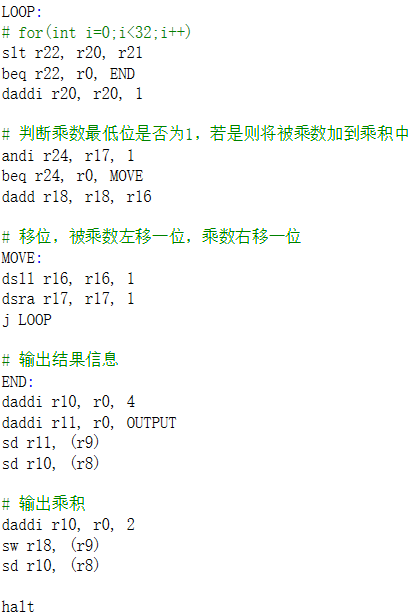 LOOP:
# for(int i=0;i<32;i++)
slt r22, r20, r21
beq r22, r0, END
daddi r20, r20, 1
# 判断乘数最低位是否为1，若是则将被乘数加到乘积中
andi r24, r17, 1
beq r24, r0, MOVE
dadd r18, r18, r16
# 移位，被乘数左移一位，乘数右移一位
MOVE:
dsll r16, r16, 1
dsra r17, r17, 1
j LOOP
# 输出结果信息
END:
daddi r10, r0, 4
daddi r11, r0, OUTPUT
sd r11, (r9)
sd r10, (r8)
# 输出乘积
daddi r10, r0, 2
sw r18, (r9)
sd r10, (r8)
halt